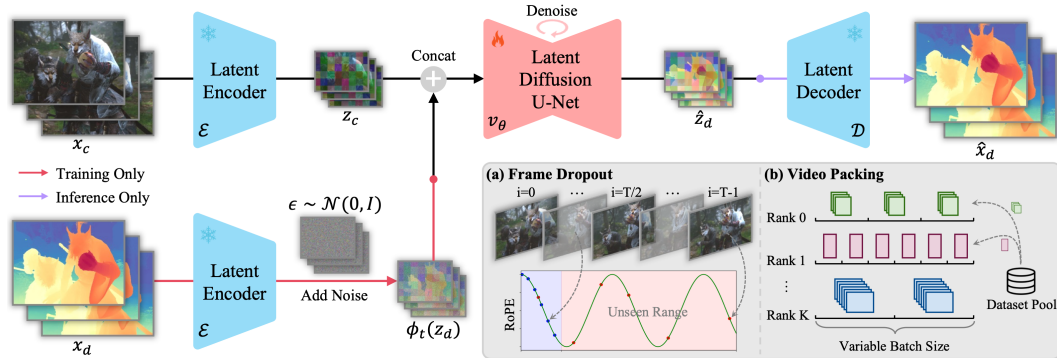 Denoise
Latent
Encoder
ℰ
x_c
z_c
Concat
Latent
Diffusion
U-Net
v_θ
ẑ_d
Latent
Decoder
𝒟
x̂_d
Training Only
Inference Only
x_d
Latent
Encoder
ℰ
ϵ ~ 𝒩(0, I)
Add Noise
ϕ_t(z_d)
(a) Frame Dropout
i=0 ... i=T/2 ... i=T-1
RoPE
Unseen Range
(b) Video Packing
Rank 0
Rank 1
⋮
Rank K
Dataset Pool
Variable Batch Size